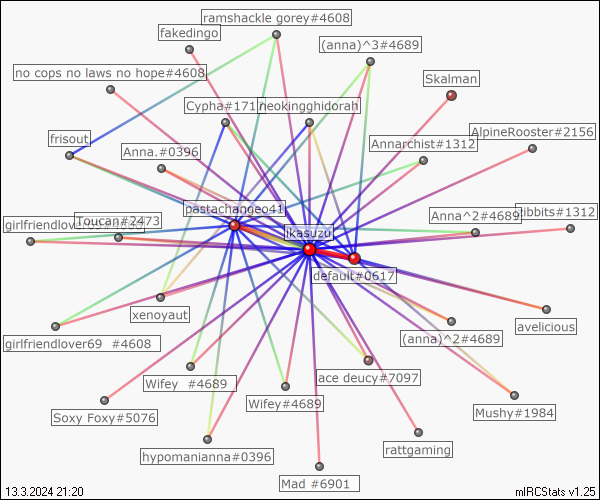 ramshackle gorey#4608
fakedingo
(anna)^3#4689
no cops no laws no hope#4608
Skalman
Cypha#171
neokingghidorah
AlpineRooster#2156
frisout
Annarchist#1312
Anna.#0396
pastachangeo41
Anna^2#4689
ribbits#1312
Toucan#2473
ikasuzu
default#0617
xenoyaut
avelicious
(anna)^2#4689
girlfriendlover69 #4608
ace deucy#7097
Wifey #4689
Wifey#4689
Mushy#1984
Soxy Foxy#5076
rattgaming
hypomanianna#0396
Mad #6901
13.3.2024 21:20
mIRCStats v1.25